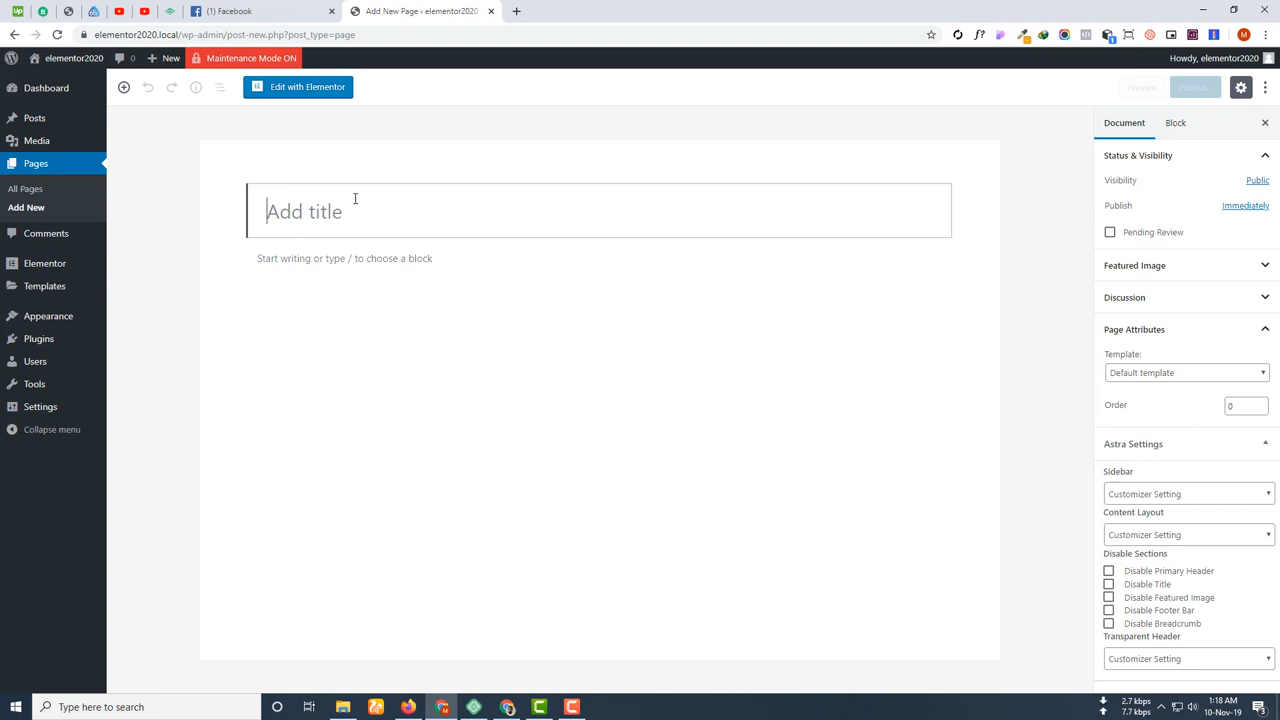 Facebook
Add New Page ‹ elementor2020
elementor2020.local/wp-admin/post-new.php?post_type=page
elementor2020
0
New
Maintenance Mode ON
Howdy, elementor2020
Dashboard
Posts
Media
Pages
All Pages
Add New
Comments
Elementor
Templates
Appearance
Plugins
Users
Tools
Settings
Collapse menu
Edit with Elementor
Preview
Publish...
Add title
Start writing or type / to choose a block
Document
Block
Status & Visibility
Visibility
Public
Publish
Immediately
Pending Review
Featured Image
Discussion
Page Attributes
Template:
Default template
Order
0
Astra Settings
Sidebar
Customizer Setting
Content Layout
Customizer Setting
Disable Sections
Disable Primary Header
Disable Title
Disable Featured Image
Disable Footer Bar
Disable Breadcrumb
Transparent Header
Customizer Setting
Type here to search
2.7 kbps
7.7 kbps
1:18 AM
10-Nov-19